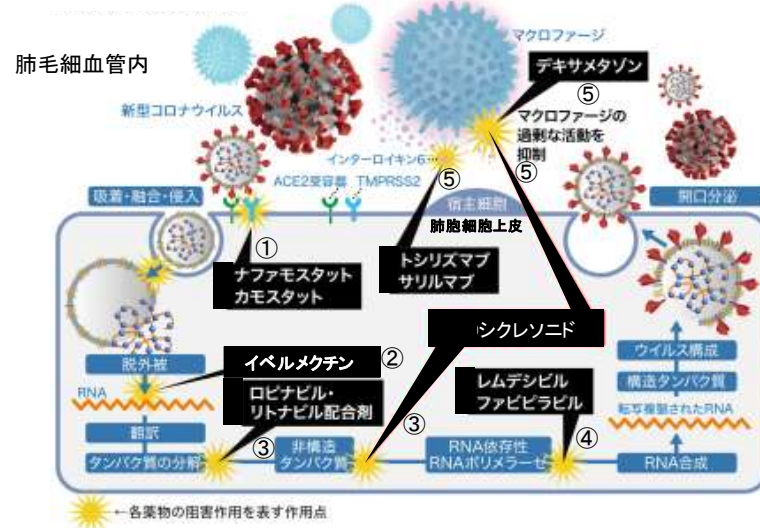 肺毛細血管内
マクロファージ
デキサメタゾン
⑤
新型コロナウイルス
マクロファージの
過剰な活動を
抑制
⑤
インターロイキン6…
⑤
ACE2受容器 TMPRSS2
吸着・融合・侵入
宿主細胞
肺胞細胞上皮
開口分泌
①
ナファモスタット
カモスタット
トシリズマブ
サリルマブ
シクレソニド
脱外被
イベルメクチン
②
RNA
ロピナビル・
リトナビル配合剤
③
レムデシビル
ファビピラビル
④
ウイルス構成
構造タンパク質
転写複製されたRNA
翻訳
タンパク質の分解
非構造
タンパク質
③
RNA依存性
RNAポリメラーゼ
RNA合成
←各薬物の阻害作用を表す作用点